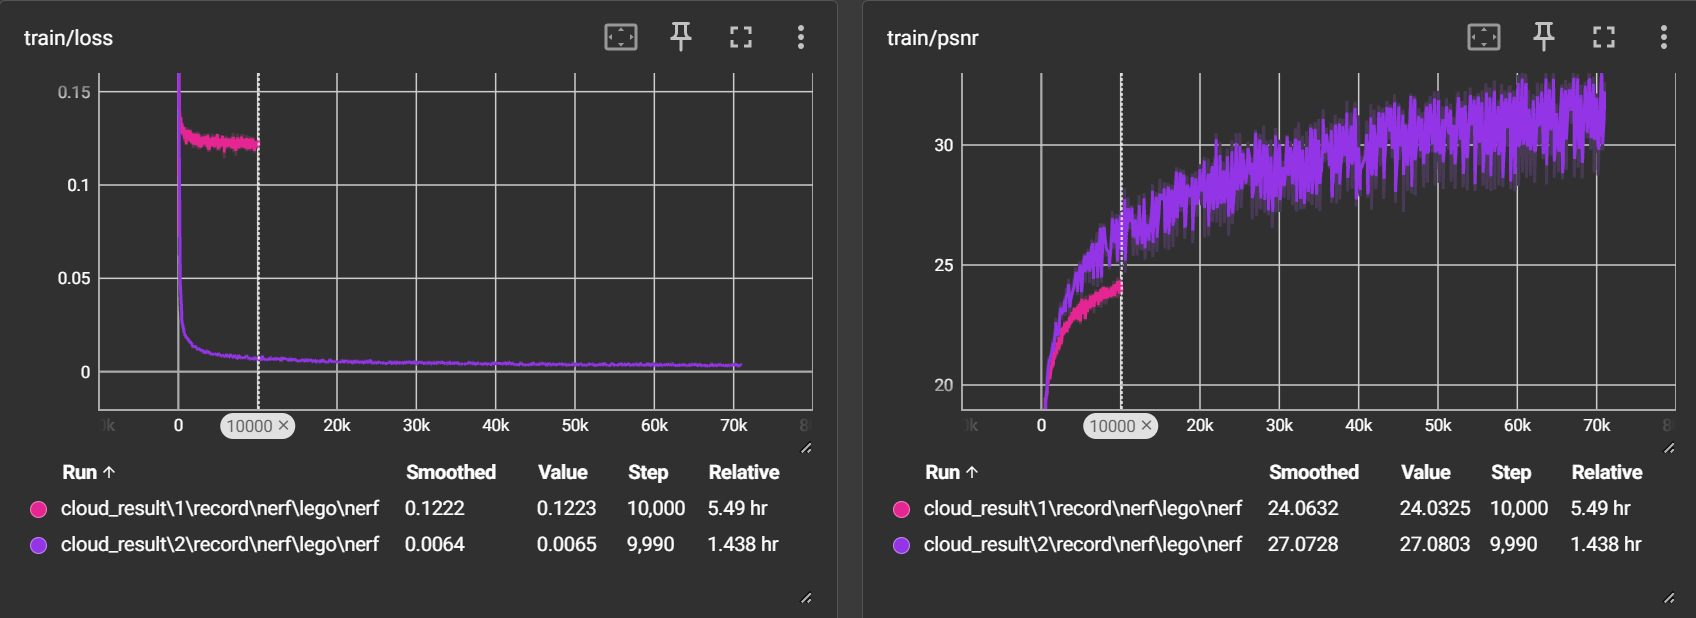 train/loss
0.15
0.1
0.05
0
0k 0 10000 × 20k 30k 40k 50k 60k 70k 8
Run ↑ Smoothed Value Step Relative
cloud_result\1\record\nerf\lego\nerf 0.1222 0.1223 10,000 5.49 hr
cloud_result\2\record\nerf\lego\nerf 0.0064 0.0065 9,990 1.438 hr
train/psnr
30
25
20
0k 0 10000 × 20k 30k 40k 50k 60k 70k 8
Run ↑ Smoothed Value Step Relative
cloud_result\1\record\nerf\lego\nerf 24.0632 24.0325 10,000 5.49 hr
cloud_result\2\record\nerf\lego\nerf 27.0728 27.0803 9,990 1.438 hr